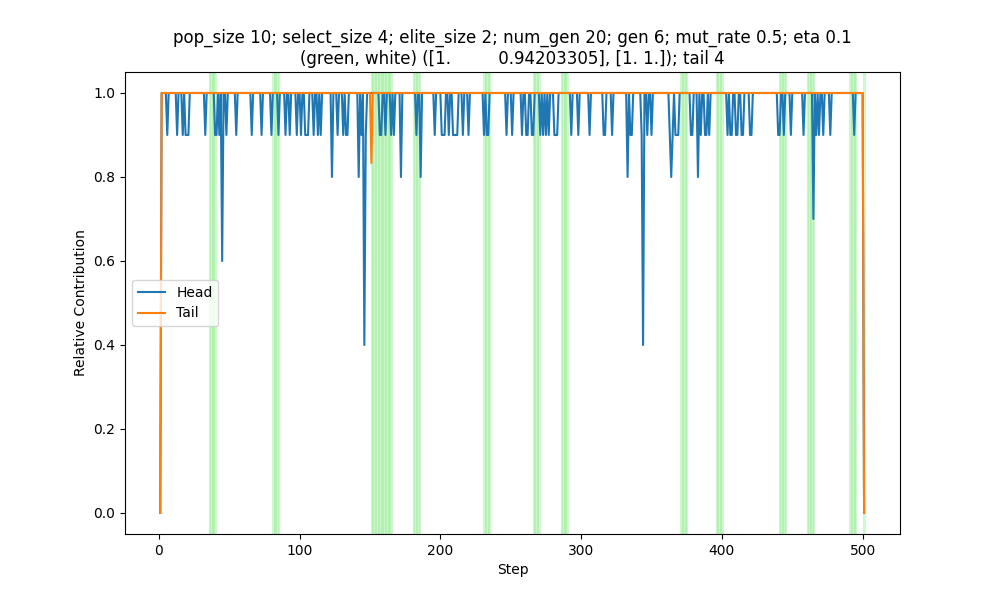 pop_size 10; select_size 4; elite_size 2; num_gen 20; gen 6; mut_rate 0.5; eta 0.1
(green, white) ([1.          0.94203305], [1. 1.]); tail 4
1.0
0.8
0.6
0.4
0.2
0.0
Relative Contribution
Head
Tail
0 100 200 300 400 500
Step